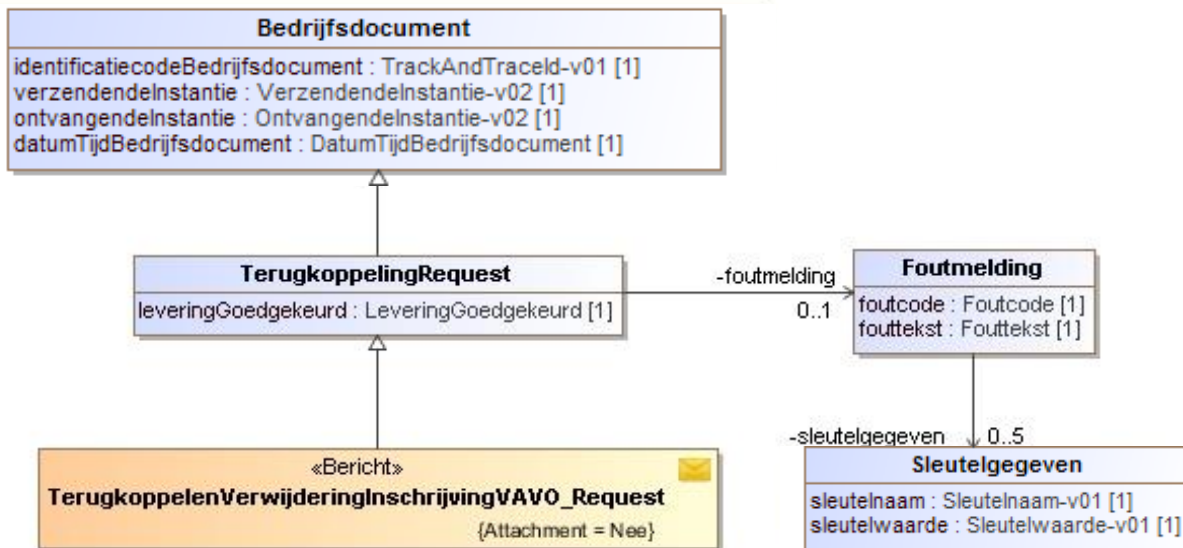 Bedrijfsdocument
identificatiecodeBedrijfsdocument : TrackAndTraceId-v01 [1]
verzendendeInstantie : VerzendendeInstantie-v02 [1]
ontvangendeInstantie : OntvangendeInstantie-v02 [1]
datumTijdBedrijfsdocument : DatumTijdBedrijfsdocument [1]
TerugkoppelingRequest
leveringGoedgekeurd : LeveringGoedgekeurd [1]
-foutmelding
0..1
Foutmelding
foutcode : Foutcode [1]
fouttekst : Fouttekst [1]
-sleutelgegeven
0..5
«Bericht»
TerugkoppelenVerwijderingInschrijvingVAVO_Request
{Attachment = Nee}
Sleutelgegeven
sleutelnaam : Sleutelnaam-v01 [1]
sleutelwaarde : Sleutelwaarde-v01 [1]